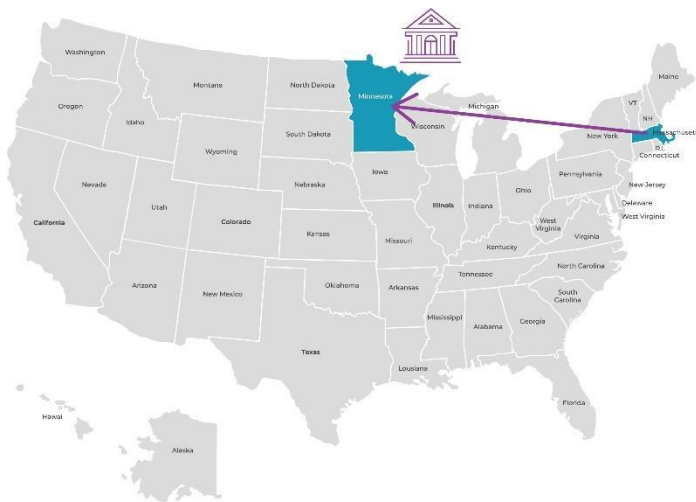 Washington
Montana
North Dakota
Minnesota
Maine
Oregon
Idaho
South Dakota
Wisconsin
Michigan
VT
NH
New York
Massachuset
Wyoming
Iowa
R.I.
Connecticut
Nevada
Utah
Nebraska
Pennsylvania
New Jersey
California
Colorado
Illinois
Indiana
Ohio
Delaware
West Virginia
West
Virginia
Virginia
Kansas
Missouri
Kentucky
Arizona
New Mexico
Oklahoma
Arkansas
Tennessee
North Carolina
South
Carolina
Texas
Mississippi
Alabama
Georgia
Lousiana
Florida
Hawai
Alaska